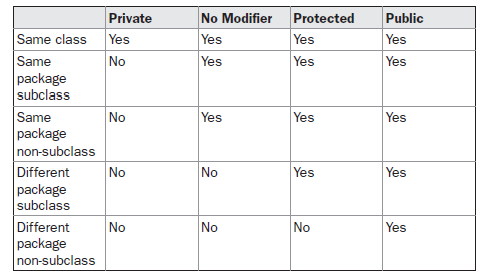 Private No Modifier Protected Public
Same class Yes Yes Yes Yes
Same No Yes Yes Yes
package
subclass
Same No Yes Yes Yes
package
non-subclass
Different No No Yes Yes
package
subclass
Different No No No Yes
package
non-subclass